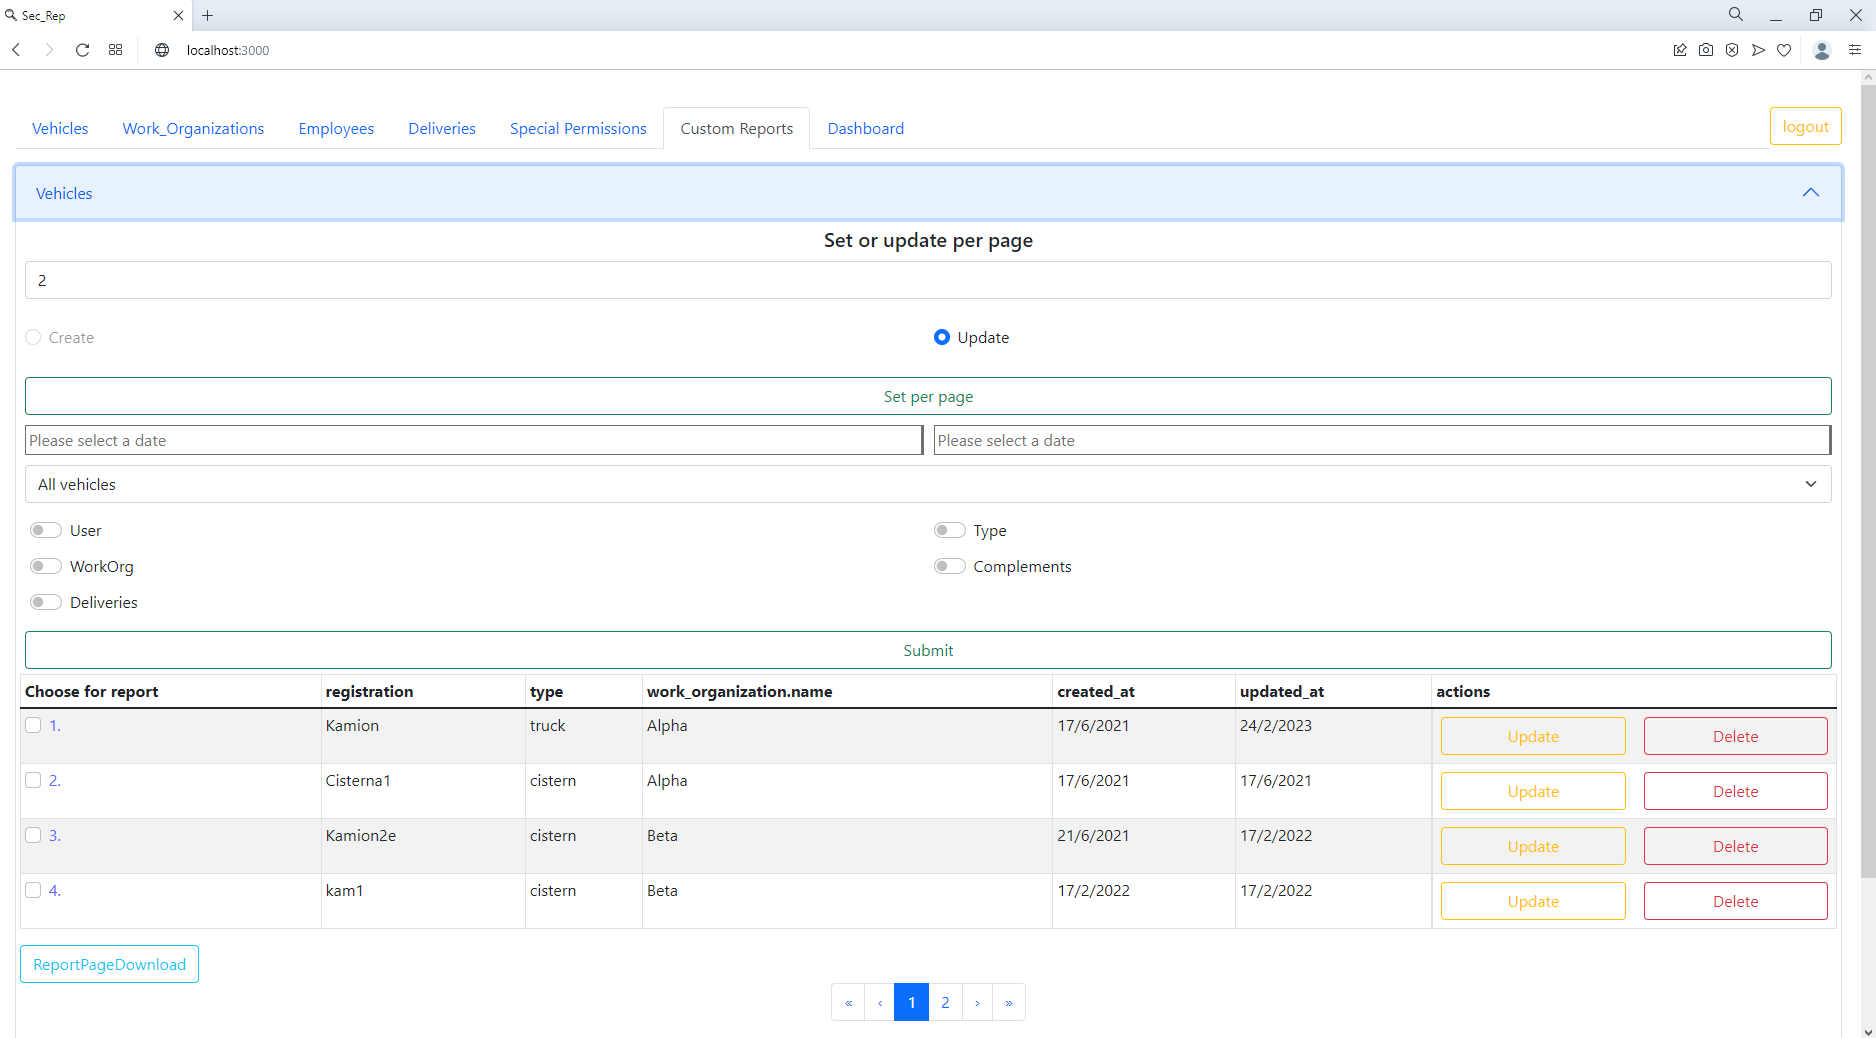 Sec_Rep
localhost:3000
Vehicles Work_Organizations Employees Deliveries Special Permissions Custom Reports Dashboard logout
Vehicles
Set or update per page
2
Create Update
Set per page
Please select a date Please select a date
All vehicles
User Type
WorkOrg Complements
Deliveries
Submit
Choose for report registration type work_organization.name created_at updated_at actions
1. Kamion truck Alpha 17/6/2021 24/2/2023 Update Delete
2. Cisterna1 cistern Alpha 17/6/2021 17/6/2021 Update Delete
3. Kamion2e cistern Beta 21/6/2021 17/2/2022 Update Delete
4. kam1 cistern Beta 17/2/2022 17/2/2022 Update Delete
ReportPageDownload
« ‹ 1 2 › »